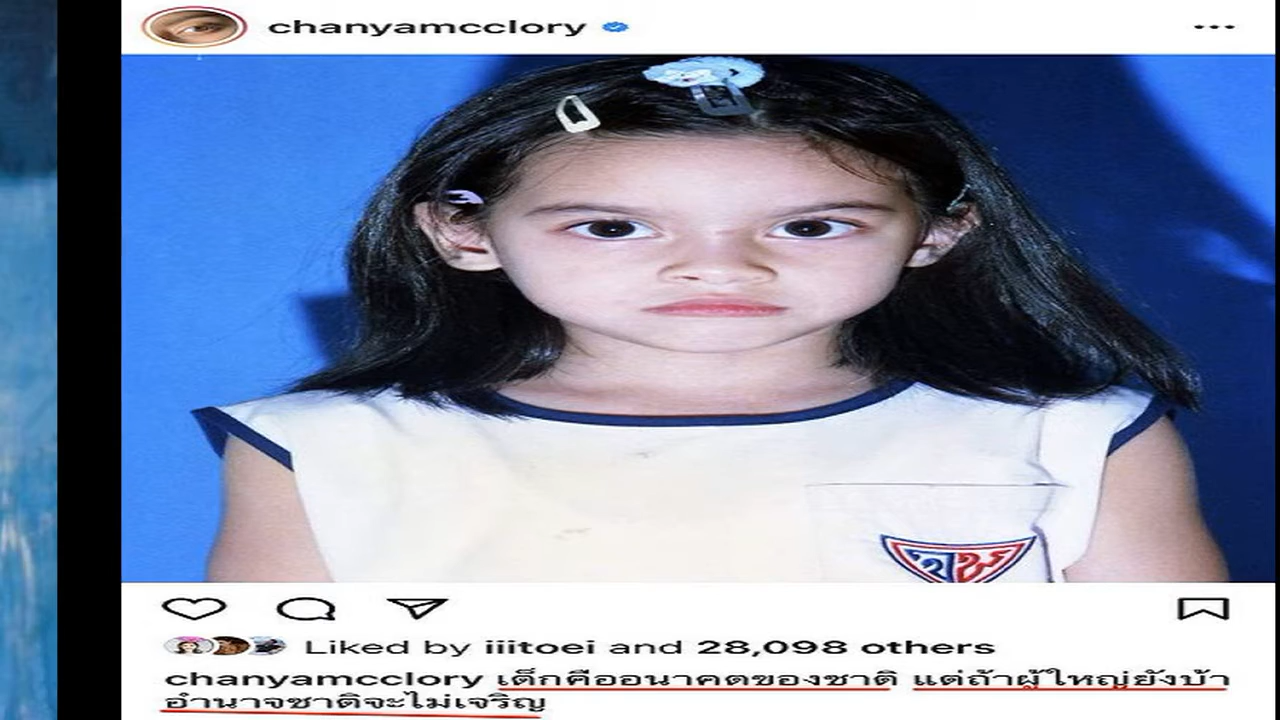 chanyamcclory
Liked by iiitoei and 28,098 others
chanyamcclory เด็กคืออนาคตของชาติ แต่ถ้าผู้ใหญ่ยังบ้า
อำนาจชาติจะไม่เจริญ